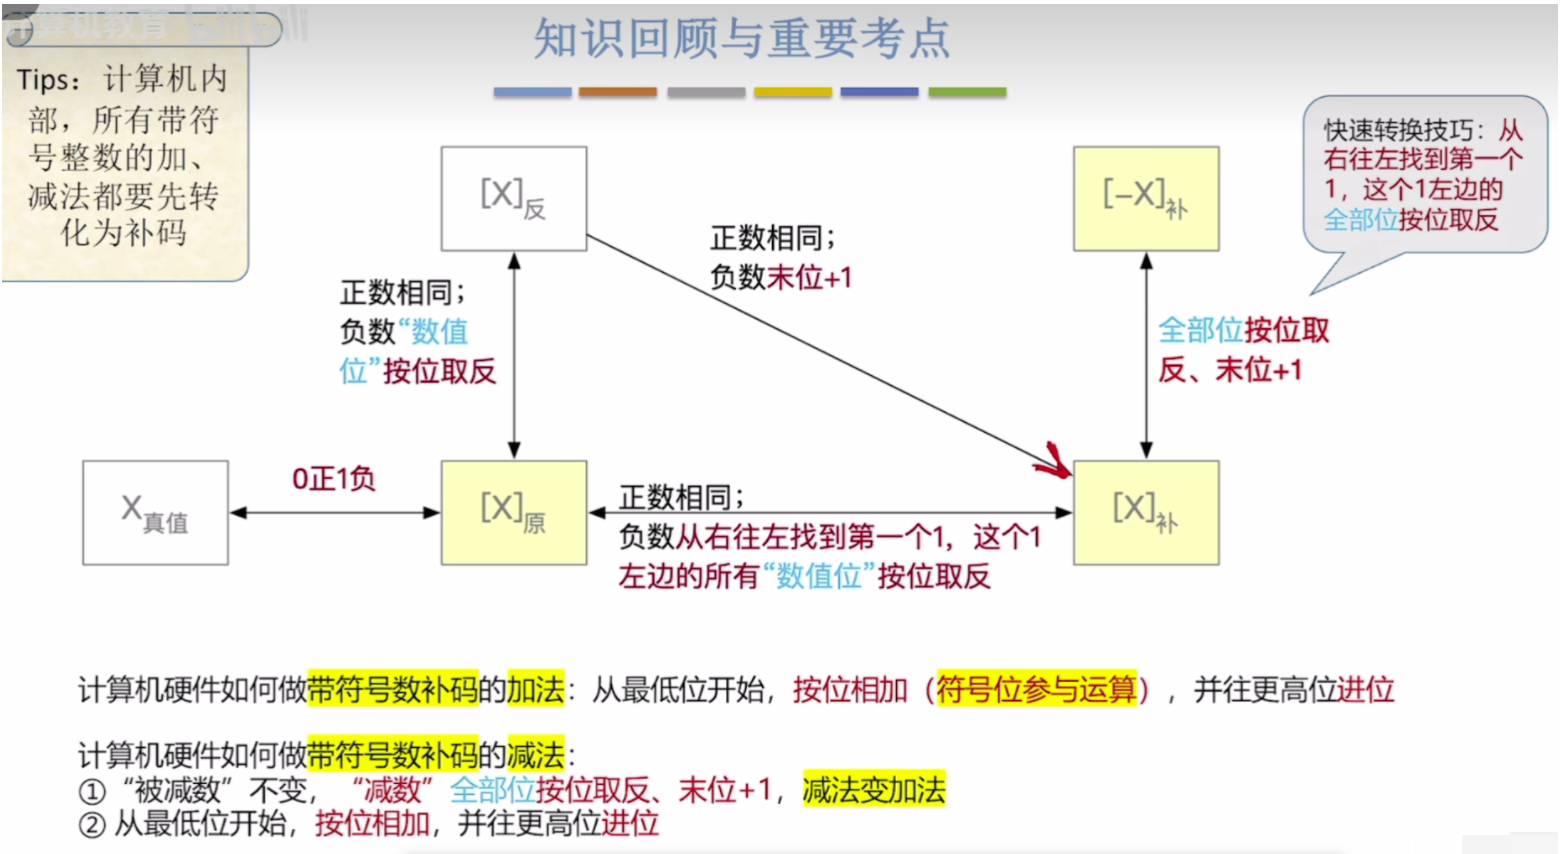 计算机教育 bilibili
知识回顾与重要考点
Tips：计算机内
部，所有带符
号整数的加、
减法都要先转
化为补码
快速转换技巧：从
右往左找到第一个
1，这个1左边的
全部位按位取反
[X]反
[-X]补
正数相同；
负数末位+1
正数相同；
负数“数值
位”按位取反
全部位按位取
反、末位+1
X真值
0正1负
[X]原
正数相同；
负数从右往左找到第一个1，这个1
左边的所有“数值位”按位取反
[X]补
计算机硬件如何做带符号数补码的加法：从最低位开始，按位相加（符号位参与运算），并往更高位进位
计算机硬件如何做带符号数补码的减法：
①“被减数”不变，“减数”全部位按位取反、末位+1，减法变加法
②从最低位开始，按位相加，并往更高位进位